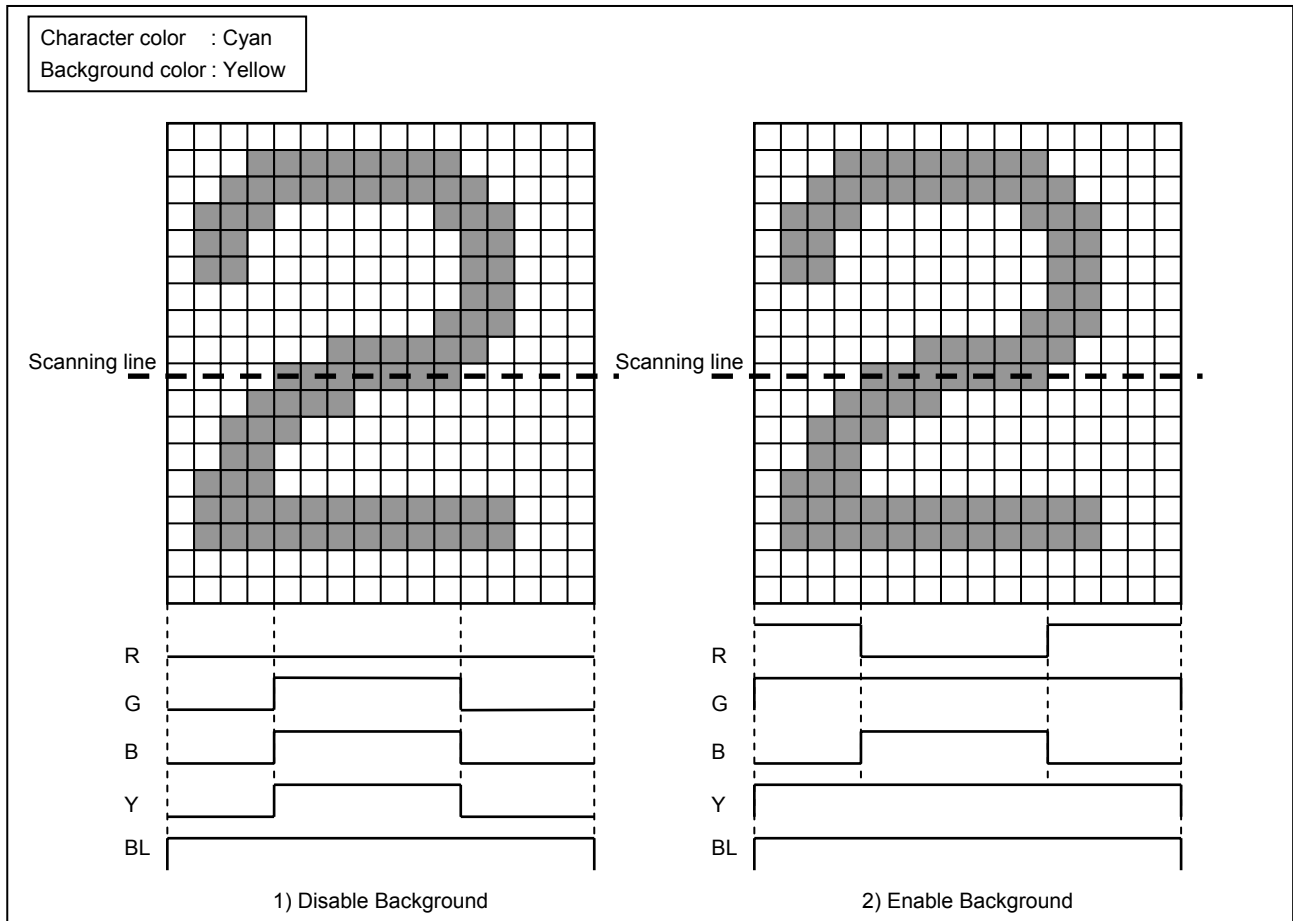 Character color : Cyan
Background color : Yellow
Scanning line
Scanning line
R
G
B
Y
BL
R
G
B
Y
BL
1) Disable Background
2) Enable Background